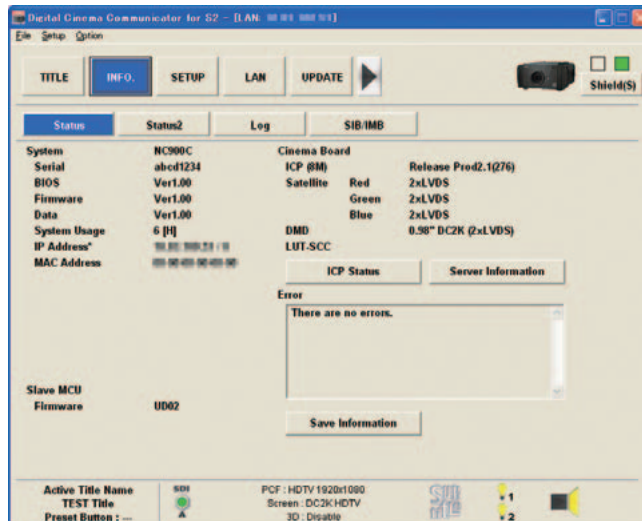 Digital Cinema Communicator for S2 - [LAN:
File Setup Option
TITLE INFO. SETUP LAN UPDATE
Shield(S)
Status Status2 Log SIB/IMB
System NC900C
Serial abcd1234
BIOS Ver1.00
Firmware Ver1.00
Data Ver1.00
System Usage 6 [H]
IP Address*
MAC Address
Cinema Board
ICP (8M) Release Prod2.1(276)
Satellite Red 2xLVDS
Green 2xLVDS
Blue 2xLVDS
DMD 0.98" DC2K (2xLVDS)
LUT-SCC
ICP Status Server Information
Error
There are no errors.
Slave MCU
Firmware UD02
Save Information
Active Title Name
TEST Title
Preset Button : ---
SDI
A
PCF : HDTV 1920x1080
Screen : DC2K HDTV
3D : Disable
1
2